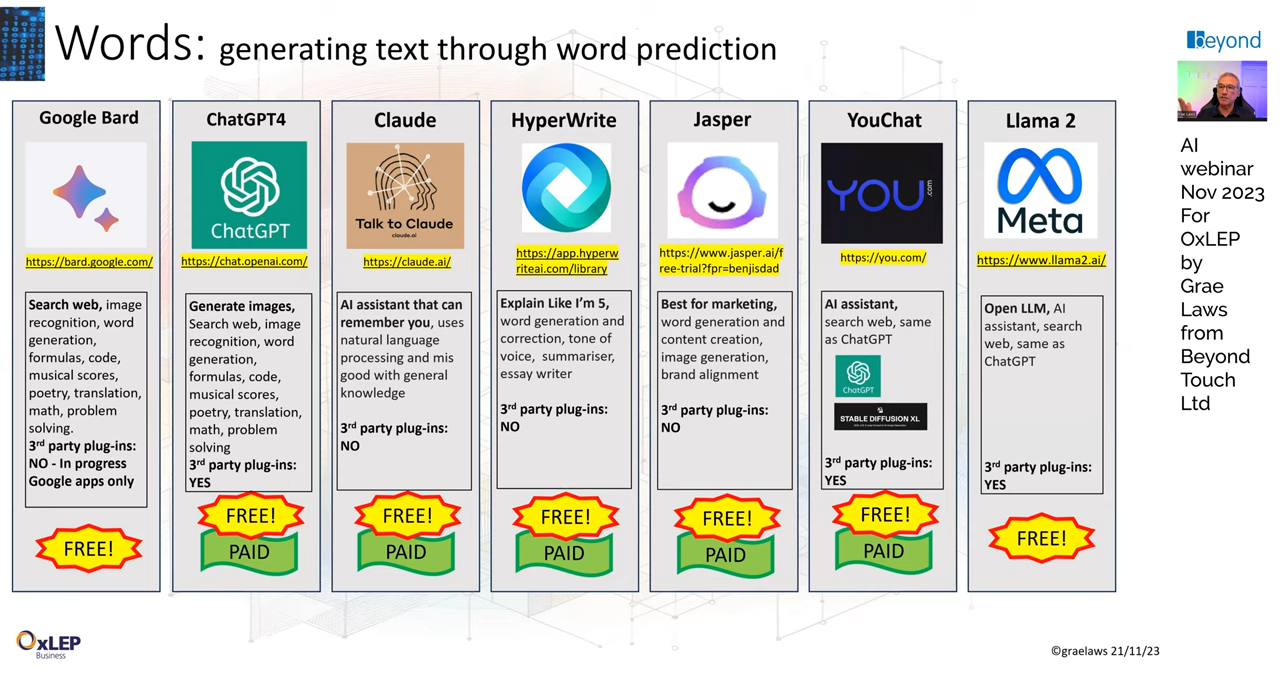 Words: generating text through word prediction
Google Bard
https://bard.google.com/
Search web, image
recognition, word
generation,
formulas, code,
musical scores,
poetry, translation,
math, problem
solving.
3rd party plug-ins:
NO - In progress
Google apps only
FREE!
ChatGPT4
ChatGPT
https://chat.openai.com/
Generate images,
Search web, image
recognition, word
generation,
formulas, code,
musical scores,
poetry, translation,
math, problem
solving
3rd party plug-ins:
YES
FREE!
PAID
Claude
Talk to Claude
claude.ai
https://claude.ai/
AI assistant that can
remember you, uses
natural language
processing and mis
good with general
knowledge
3rd party plug-ins:
NO
FREE!
PAID
HyperWrite
https://app.hyperw
riteai.com/library
Explain Like I'm 5,
word generation and
correction, tone of
voice, summariser,
essay writer
3rd party plug-ins:
NO
FREE!
PAID
Jasper
https://www.jasper.ai/f
ree-trial?fpr=benjisdad
Best for marketing,
word generation and
content creation,
image generation,
brand alignment
3rd party plug-ins:
NO
FREE!
PAID
YouChat
YOU.com
https://you.com/
AI assistant,
search web, same
as ChatGPT
ChatGPT
STABLE DIFFUSION XL
3rd party plug-ins:
YES
FREE!
PAID
Llama 2
Meta
https://www.llama2.ai/
Open LLM, AI
assistant, search
web, same as
ChatGPT
3rd party plug-ins:
YES
FREE!
beyond
AI
webinar
Nov 2023
For
OxLEP
by
Grae
Laws
from
Beyond
Touch
Ltd
OxLEP
Business
©graelaws 21/11/23